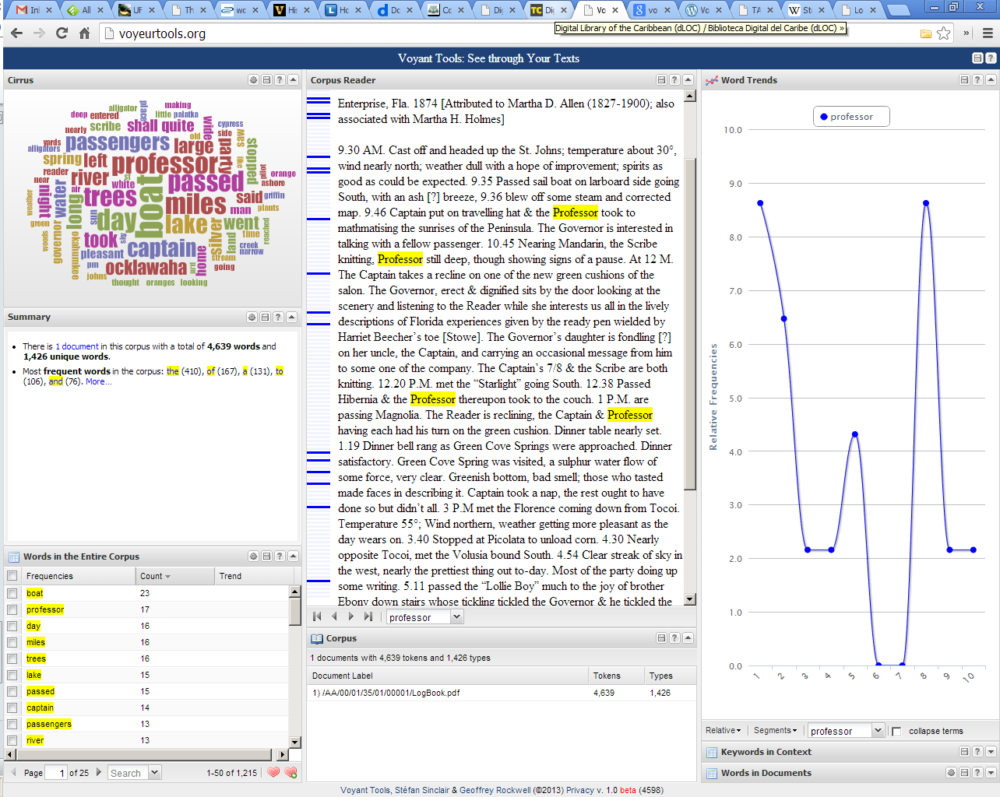 In
All
UF
Th
wc
His
Ho
Do
Co
Dig
Dig
Vo
vo
Vo
TA
St
Lo
voyeurtools.org
Digital Library of the Caribbean (dLOC) / Biblioteca Digital del Caribe (dLOC) »
Voyant Tools: See through Your Texts
Cirrus
alligator place making
deep entered little palatka
scribe shall quite wide cypress
nearly old side saw
yards passengers large party stopped
alligators spring left professor like pilot
reader river st passed orange
near air white ashore
night water trees boat miles said griffin
weather long sun day lake man plants
green took sky silver went reached
woods governor okahumkee pleasant captain land time
creek
stream narrow
pm ocklawaha ord home going
johns
thought oranges looking
Summary
There is 1 document in this corpus with a total of 4,639 words and
1,426 unique words.
Most frequent words in the corpus: the (410), of (167), a (131), to
(106), and (76). More...
Words in the Entire Corpus
Frequencies Count Trend
boat 23
professor 17
day 16
miles 16
trees 16
lake 15
passed 15
captain 14
passengers 13
river 13
Page 1 of 25 Search 1-50 of 1,215
Corpus Reader
Enterprise, Fla. 1874 [Attributed to Martha D. Allen (1827-1900); also
associated with Martha H. Holmes]
9.30 AM. Cast off and headed up the St. Johns; temperature about 30°,
wind nearly north; weather dull with a hope of improvement; spirits as
good as could be expected. 9.35 Passed sail boat on larboard side going
South, with an ash [?] breeze, 9.36 blew off some steam and corrected
map. 9.46 Captain put on travelling hat & the Professor took to
mathmatising the sunrises of the Peninsula. The Governor is interested in
talking with a fellow passenger. 10.45 Nearing Mandarin, the Scribe
knitting, Professor still deep, though showing signs of a pause. At 12 M.
The Captain takes a recline on one of the new green cushions of the
salon. The Governor, erect & dignified sits by the door looking at the
scenery and listening to the Reader while she interests us all in the lively
descriptions of Florida experiences given by the ready pen wielded by
Harriet Beecher's toe [Stowe]. The Governor's daughter is fondling [?]
on her uncle, the Captain, and carrying an occasional message from him
to some one of the company. The Captain's 7/8 & the Scribe are both
knitting. 12.20 P.M. met the “Starlight” going South. 12.38 Passed
Hibernia & the Professor thereupon took to the couch. 1 P.M. are
passing Magnolia. The Reader is reclining, the Captain & Professor
having each had his turn on the green cushion. Dinner table nearly set.
1.19 Dinner bell rang as Green Cove Springs were approached. Dinner
satisfactory. Green Cove Spring was visited, a sulphur water flow of
some force, very clear. Greenish bottom, bad smell; those who tasted
made faces in describing it. Captain took a nap, the rest ought to have
done so but didn't all. 3 P.M met the Florence coming down from Tocoi.
Temperature 55°; Wind northern, weather getting more pleasant as the
day wears on. 3.40 Stopped at Picolata to unload corn. 4.30 Nearly
opposite Tocoi, met the Volusia bound South. 4.54 Clear streak of sky in
the west, nearly the prettiest thing out to-day. Most of the party doing up
some writing. 5.11 passed the “Lollie Boy” much to the joy of brother
Ebony down stairs whose tickling tickled the Governor & he tickled the
professor
Corpus
1 documents with 4,639 tokens and 1,426 types
Document Label Tokens Types
1) /AA/00/01/35/01/00001/LogBook.pdf 4,639 1,426
Word Trends
professor
10.0
9.0
8.0
7.0
6.0
5.0
4.0
3.0
2.0
1.0
0.0
Relative Frequencies
1 2 3 4 5 6 7 8 9 10
Relative Segments professor collapse terms
Keywords in Context
Words in Documents
Voyant Tools, Stéfan Sinclair & Geoffrey Rockwell (©2013) Privacy v. 1.0 beta (4598)